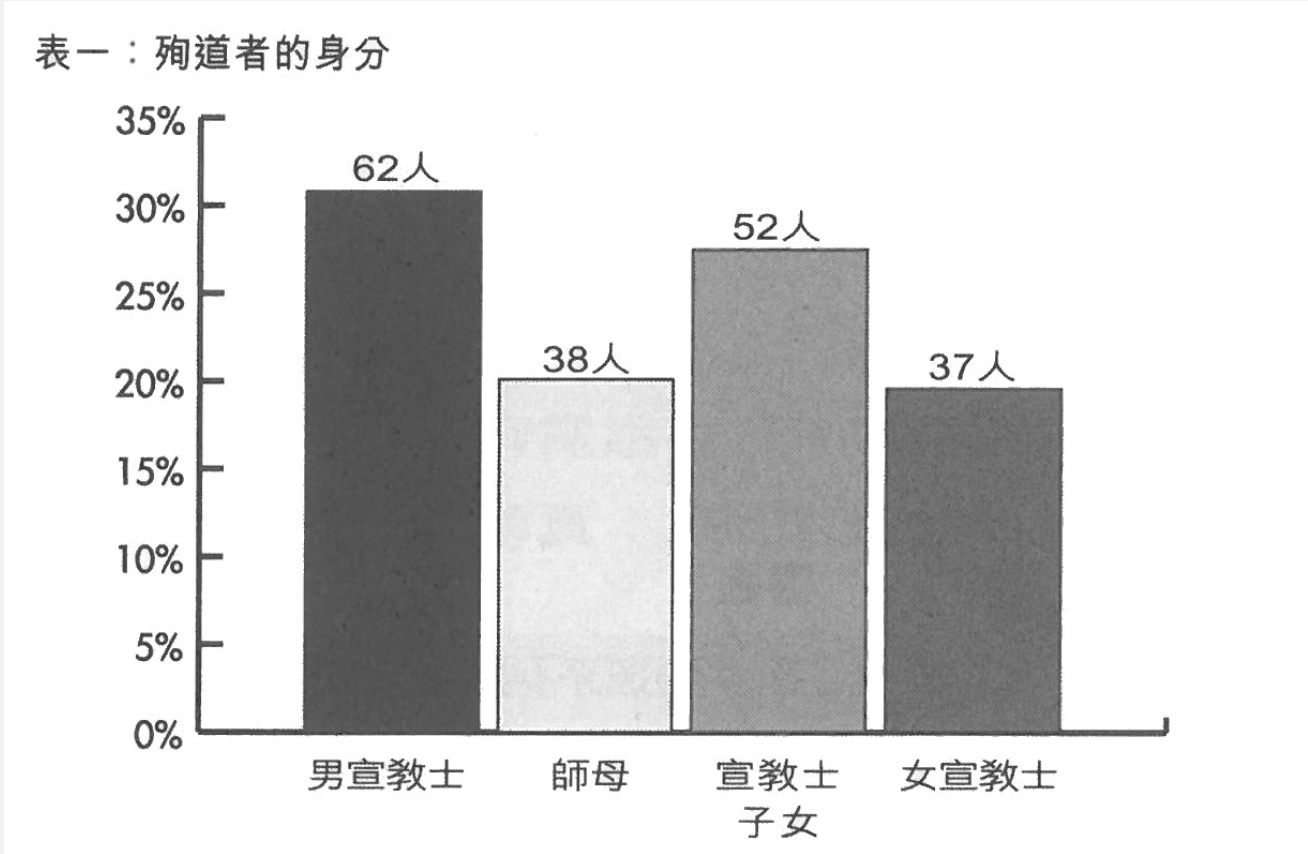 表一：殉道者的身分
35%
30%
25%
20%
15%
10%
5%
0%
62人
38人
52人
37人
男宣教士
師母
宣教士
子女
女宣教士